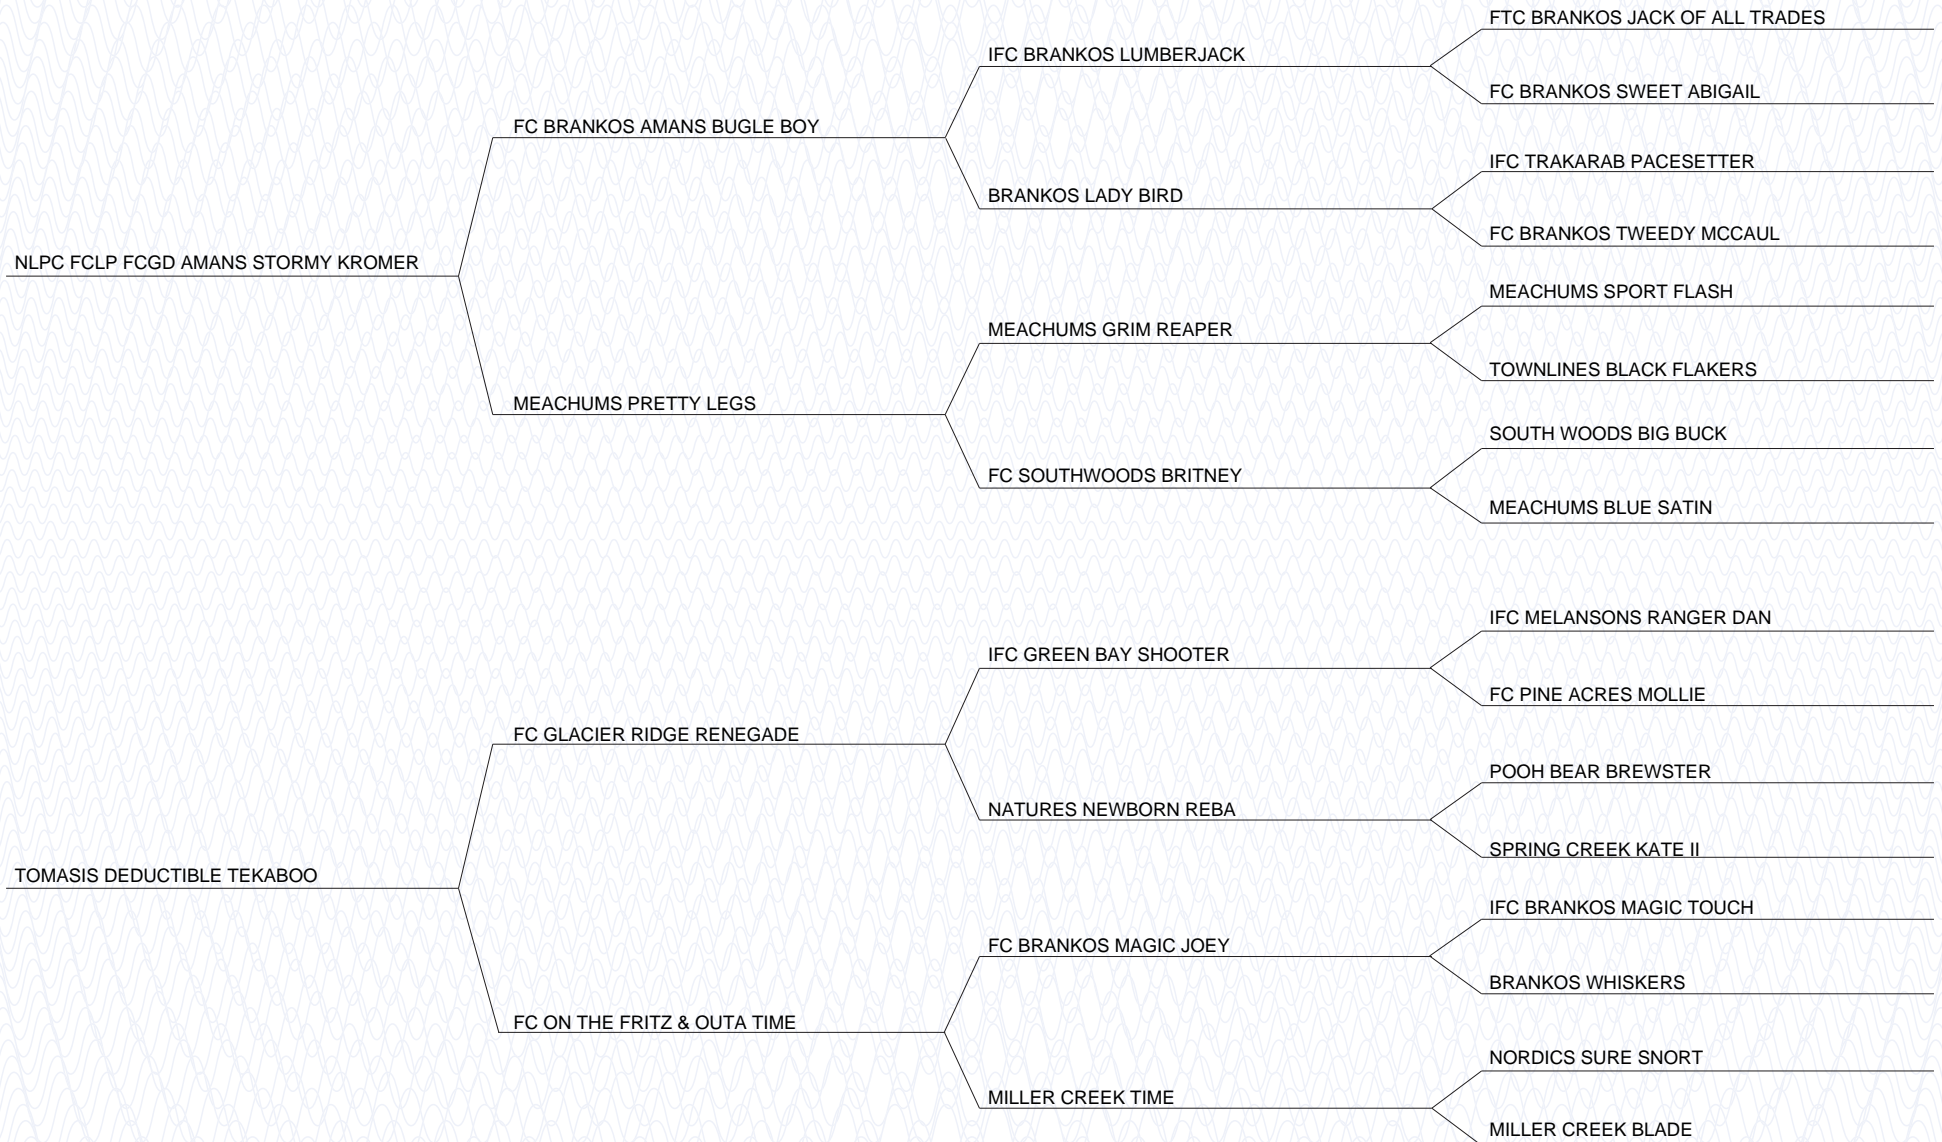 FTC BRANKOS JACK OF ALL TRADES
IFC BRANKOS LUMBERJACK
FC BRANKOS SWEET ABIGAIL
FC BRANKOS AMANS BUGLE BOY
IFC TRAKARAB PACESETTER
BRANKOS LADY BIRD
FC BRANKOS TWEEDY MCCAUL
NLPC FCLP FCGD AMANS STORMY KROMER
MEACHUMS SPORT FLASH
MEACHUMS GRIM REAPER
TOWNLINES BLACK FLAKERS
MEACHUMS PRETTY LEGS
SOUTH WOODS BIG BUCK
FC SOUTHWOODS BRITNEY
MEACHUMS BLUE SATIN
IFC MELANSONS RANGER DAN
IFC GREEN BAY SHOOTER
FC PINE ACRES MOLLIE
FC GLACIER RIDGE RENEGADE
POOH BEAR BREWSTER
NATURES NEWBORN REBA
SPRING CREEK KATE II
TOMASIS DEDUCTIBLE TEKABOO
IFC BRANKOS MAGIC TOUCH
FC BRANKOS MAGIC JOEY
BRANKOS WHISKERS
FC ON THE FRITZ & OUTA TIME
NORDICS SURE SNORT
MILLER CREEK TIME
MILLER CREEK BLADE